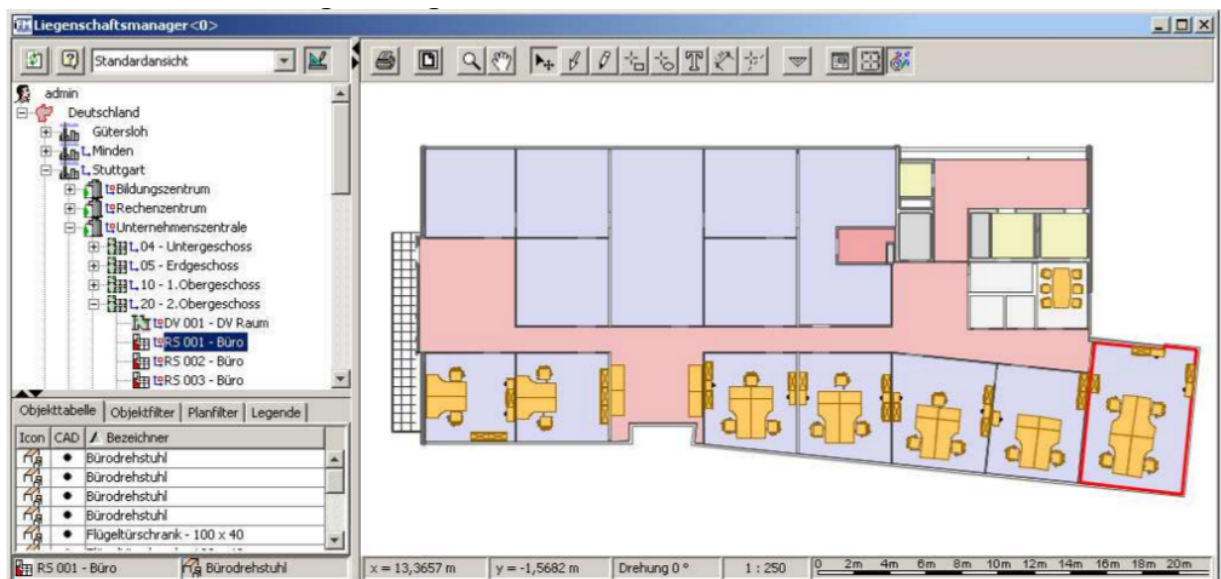 Liegenschaftsmanager<0>
Standardansicht
admin
Deutschland
Gütersloh
Minden
Stuttgart
Bildungszentrum
Rechenzentrum
Unternehmenszentrale
04 - Untergeschoss
05 - Erdgeschoss
10 - 1.Obergeschoss
20 - 2.Obergeschoss
DV 001 - DV Raum
RS 001 - Büro
RS 002 - Büro
RS 003 - Büro
Objekttabelle Objektfilter Planfilter Legende
Icon CAD Bezeichner
Bürodrehstuhl
Bürodrehstuhl
Bürodrehstuhl
Bürodrehstuhl
Flügeltürschrank - 100 x 40
RS 001 - Büro Bürodrehstuhl x = 13,3657 m y = -1,5682 m Drehung 0 ° 1 : 250 0 2m 4m 6m 8m 10m 12m 14m 16m 18m 20m